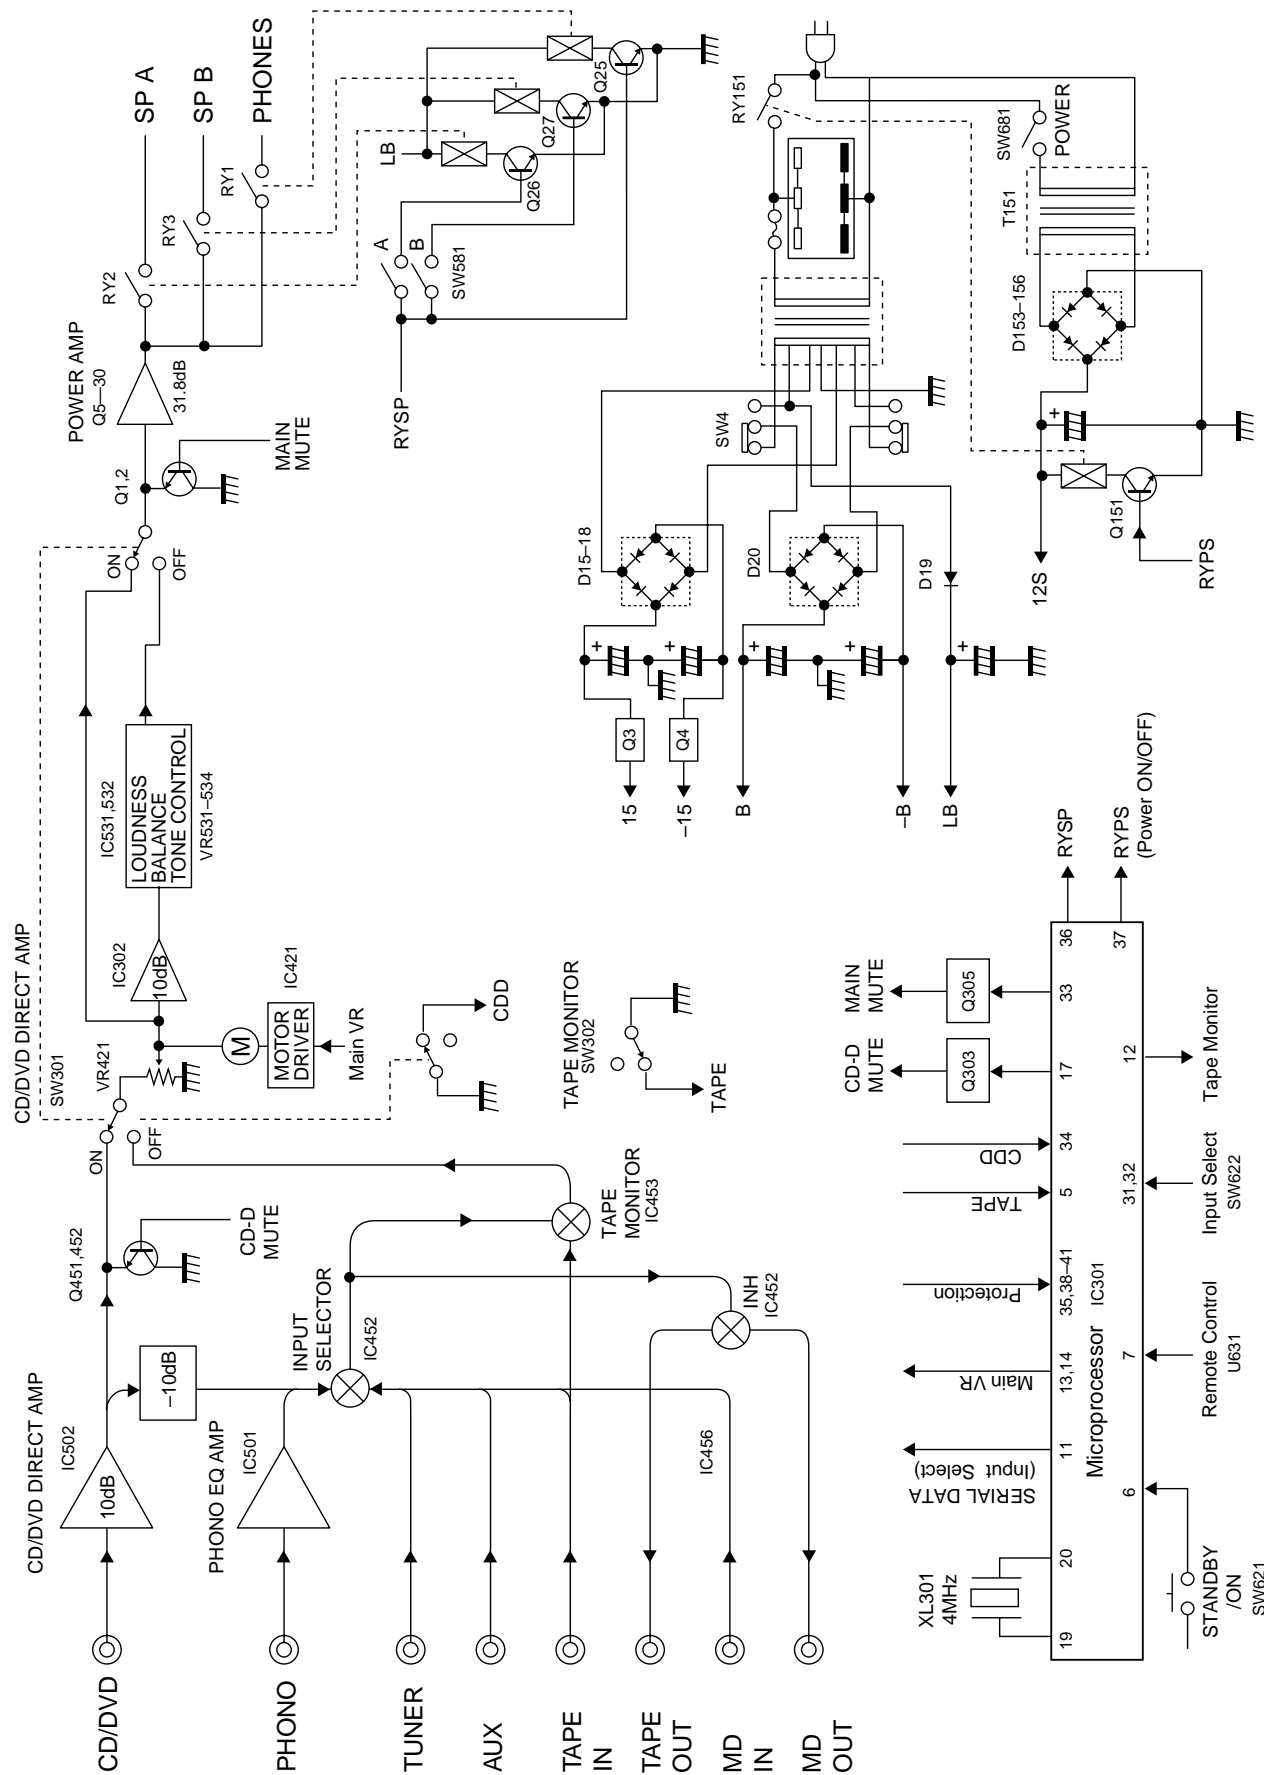 CD/DVD
PHONO
TUNER
AUX
TAPE
IN
TAPE
OUT
MD
IN
MD
OUT
CD/DVD DIRECT AMP
IC502
10dB
–10dB
PHONO EQ AMP
IC501
IC456
INPUT
SELECTOR
IC452
INH
IC452
Q451,452
CD-D
MUTE
TAPE
MONITOR
IC453
ON
OFF
CD/DVD DIRECT AMP
SW301
VR421
M
MOTOR
DRIVER
IC421
Main VR
CDD
TAPE MONITOR
SW302
TAPE
10dB
IC302
IC531,532
LOUDNESS
BALANCE
TONE CONTROL
VR531–534
ON
OFF
Q1,2
MAIN
MUTE
POWER AMP
Q5—30
31.8dB
RY2
RY3
RY1
SP A
SP B
PHONES
RYSP
A
B
SW581
LB
Q26
Q27
Q25
15
–15
B
–B
LB
Q3
Q4
+
+
+
+
+
D15–18
D20
D19
SW4
RY151
SW681
POWER
T151
D153–156
+
12S
Q151
RYPS
RYPS
XL301
4MHz
19
20
SERIAL DATA
(Input Select)
11
Main VR
13,14
Protection
35,38–41
TAPE
5
CDD
34
CD-D
MUTE
Q303
17
MAIN
MUTE
Q305
33
36
RYSP
37
(Power ON/OFF)
Microprocessor
IC301
6
7
31,32
12
STANDBY
/ON
SW621
Remote Control
U631
Input Select
SW622
Tape Monitor